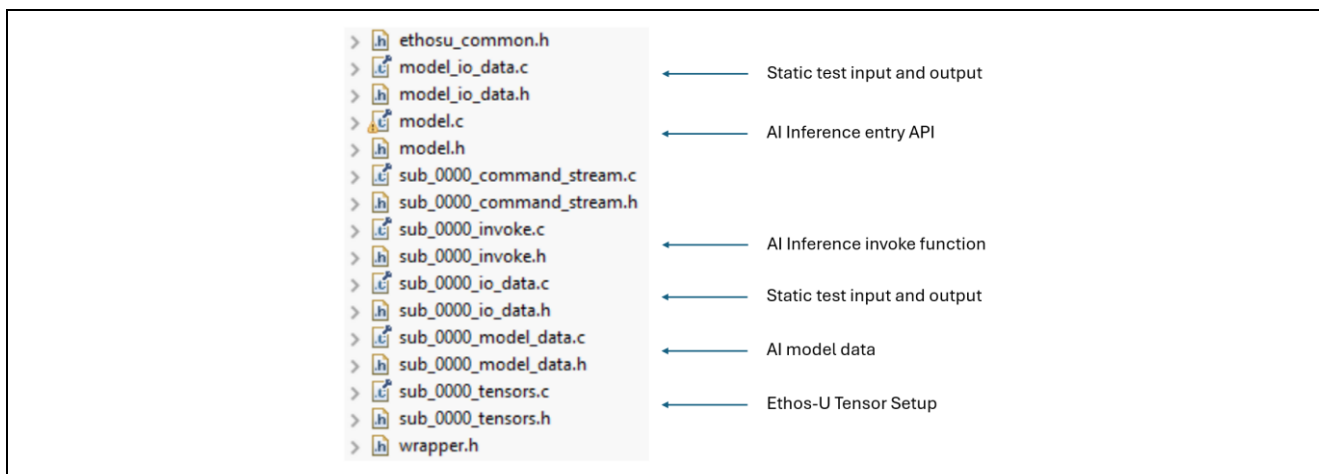 ethosu_common.h
model_io_data.c
Static test input and output
model_io_data.h
model.c
AI Inference entry API
model.h
sub_0000_command_stream.c
sub_0000_command_stream.h
sub_0000_invoke.c
AI Inference invoke function
sub_0000_invoke.h
sub_0000_io_data.c
Static test input and output
sub_0000_io_data.h
sub_0000_model_data.c
AI model data
sub_0000_model_data.h
sub_0000_tensors.c
Ethos-U Tensor Setup
sub_0000_tensors.h
wrapper.h